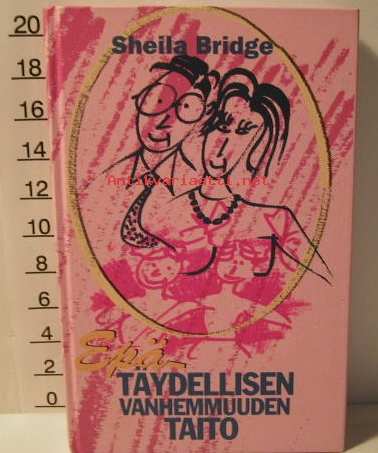 Sheila Bridge
Antikvariaatti.net
Epä-
TÄYDELLISEN
VANHEMMUUDEN
TAITO
20
18
16
14
12
10
8
6
4
2
0